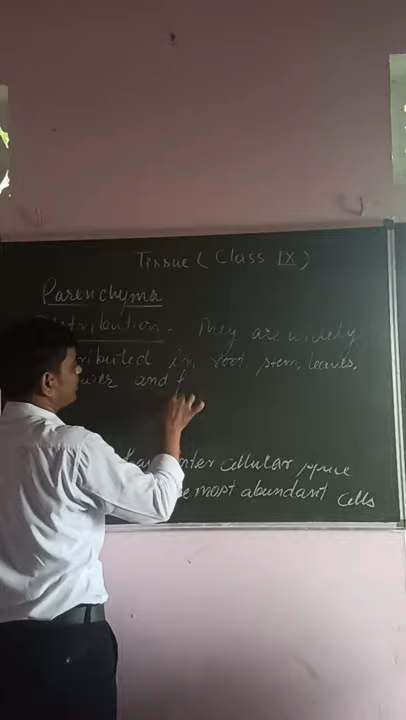 Tissue (Class IX)
Parenchyma
Distribution - They are widely
distributed in root, stem, leaves,
and f
inter cellular space
most abundant cells